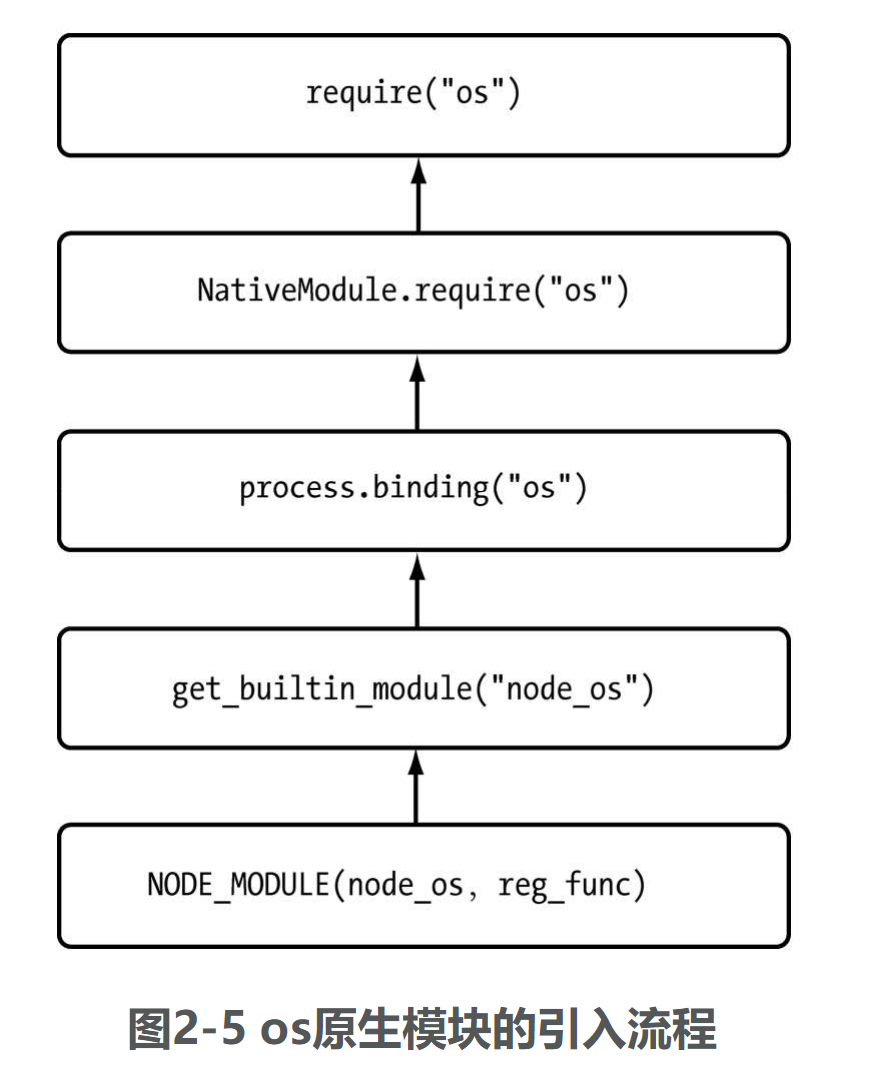 require("os")
NativeModule.require("os")
process.binding("os")
get_builtin_module("node_os")
NODE_MODULE(node_os, reg_func)
图2-5 os原生模块的引入流程